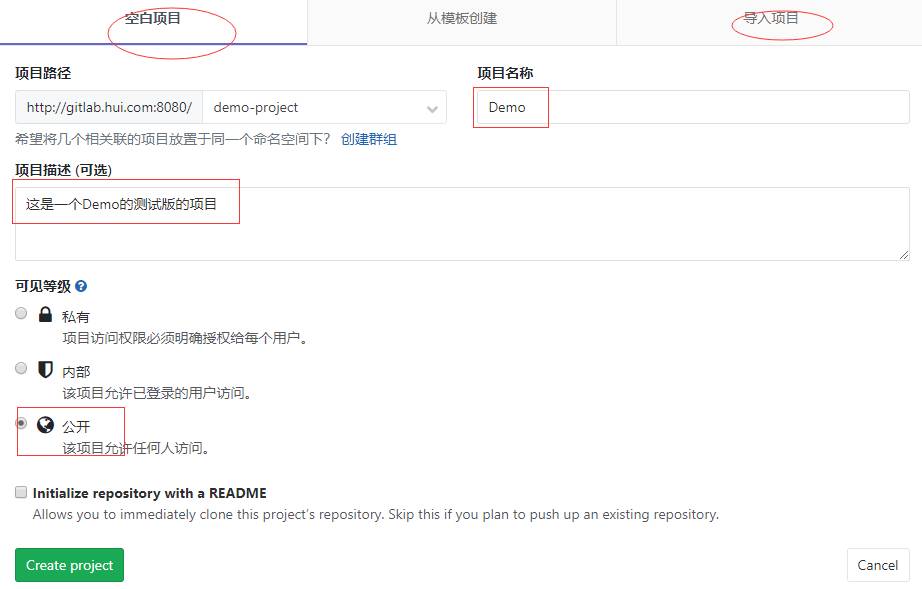 空白项目 从模板创建 导入项目
项目路径 项目名称
http://gitlab.hui.com:8080/ demo-project Demo
希望将几个相关联的项目放置于同一个命名空间下? 创建群组
项目描述 (可选)
这是一个Demo的测试版的项目
可见等级 ?
私有
项目访问权限必须明确授权给每个用户。
内部
该项目允许已登录的用户访问。
公开
该项目允许任何人访问。
Initialize repository with a README
Allows you to immediately clone this project's repository. Skip this if you plan to push up an existing repository.
Create project Cancel